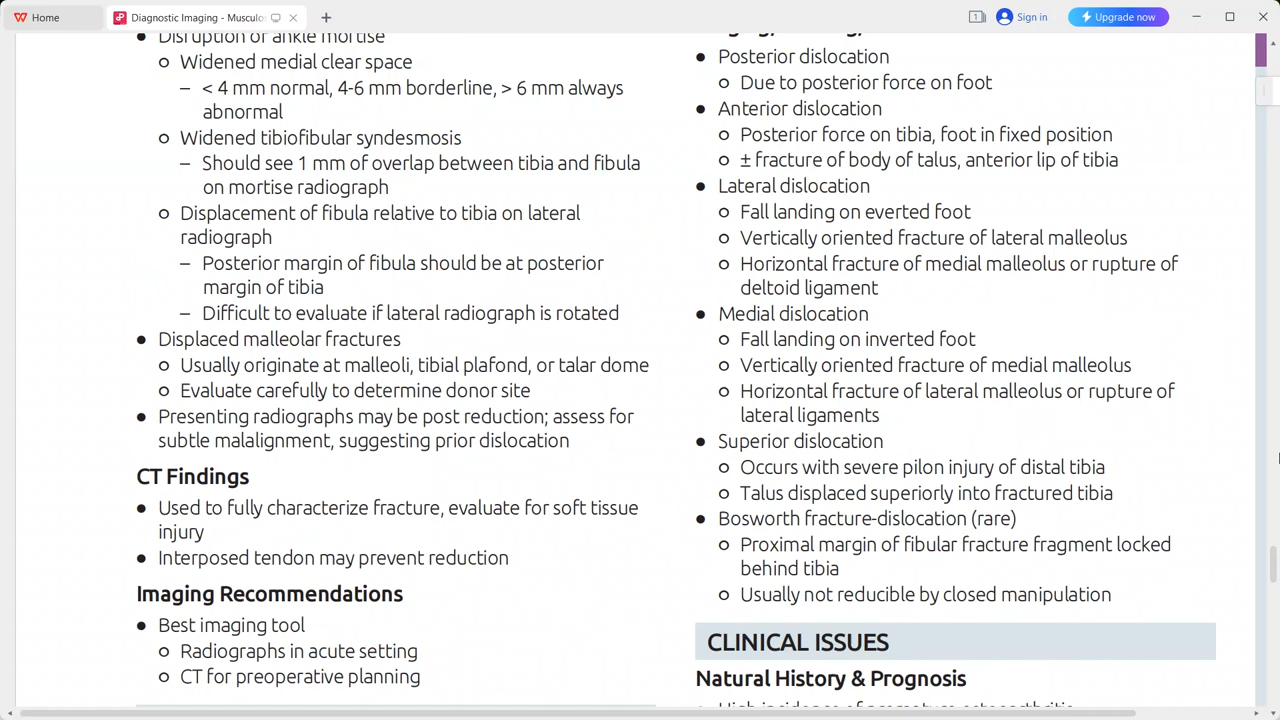 Home
Diagnostic Imaging - Musculos
Sign in
Upgrade now
● Disruption of ankle mortise
o Widened medial clear space
– < 4 mm normal, 4-6 mm borderline, > 6 mm always
abnormal
o Widened tibiofibular syndesmosis
– Should see 1 mm of overlap between tibia and fibula
on mortise radiograph
o Displacement of fibula relative to tibia on lateral
radiograph
– Posterior margin of fibula should be at posterior
margin of tibia
– Difficult to evaluate if lateral radiograph is rotated
● Displaced malleolar fractures
o Usually originate at malleoli, tibial plafond, or talar dome
o Evaluate carefully to determine donor site
● Presenting radiographs may be post reduction; assess for
subtle malalignment, suggesting prior dislocation
CT Findings
● Used to fully characterize fracture, evaluate for soft tissue
injury
● Interposed tendon may prevent reduction
Imaging Recommendations
● Best imaging tool
o Radiographs in acute setting
o CT for preoperative planning
● Posterior dislocation
o Due to posterior force on foot
● Anterior dislocation
o Posterior force on tibia, foot in fixed position
o ± fracture of body of talus, anterior lip of tibia
● Lateral dislocation
o Fall landing on everted foot
o Vertically oriented fracture of lateral malleolus
o Horizontal fracture of medial malleolus or rupture of
deltoid ligament
● Medial dislocation
o Fall landing on inverted foot
o Vertically oriented fracture of medial malleolus
o Horizontal fracture of lateral malleolus or rupture of
lateral ligaments
● Superior dislocation
o Occurs with severe pilon injury of distal tibia
o Talus displaced superiorly into fractured tibia
● Bosworth fracture-dislocation (rare)
o Proximal margin of fibular fracture fragment locked
behind tibia
o Usually not reducible by closed manipulation
CLINICAL ISSUES
Natural History & Prognosis
● High incidence of premature osteoarthritis